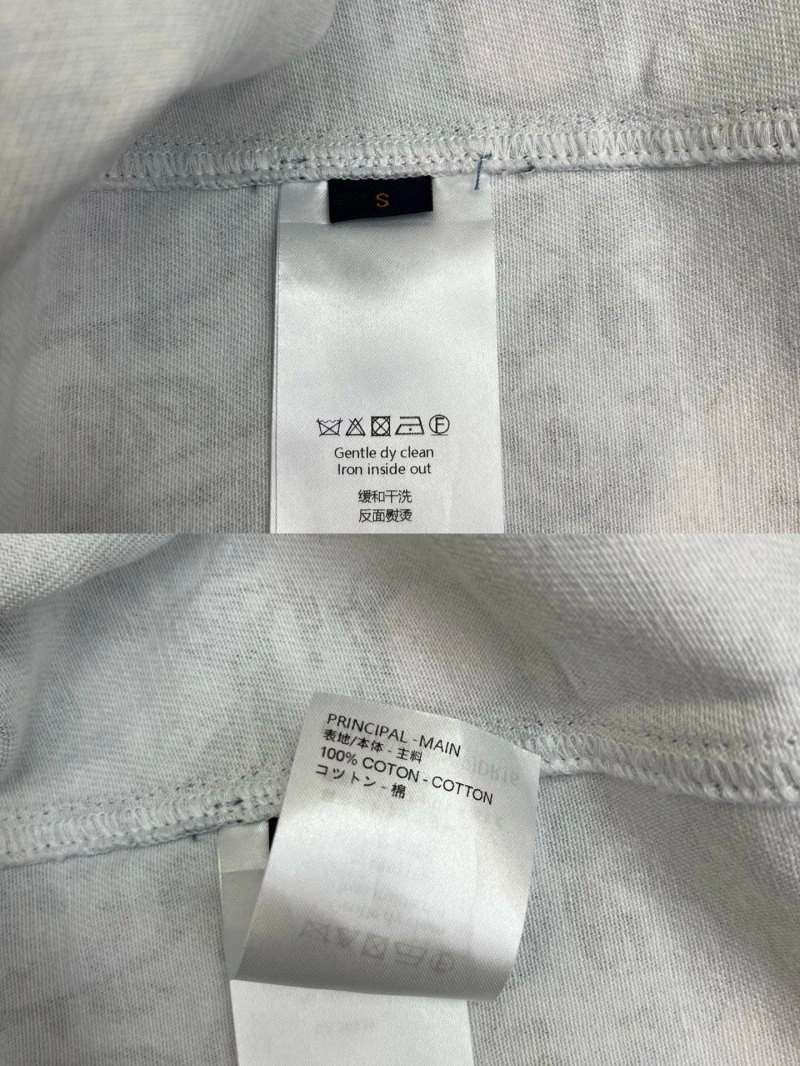 S
F
Gentle dy clean
Iron inside out
缓和干洗
反面熨烫
PRINCIPAL - MAIN
表地/本体 - 主料
100% COTON - COTTON
コットン - 棉